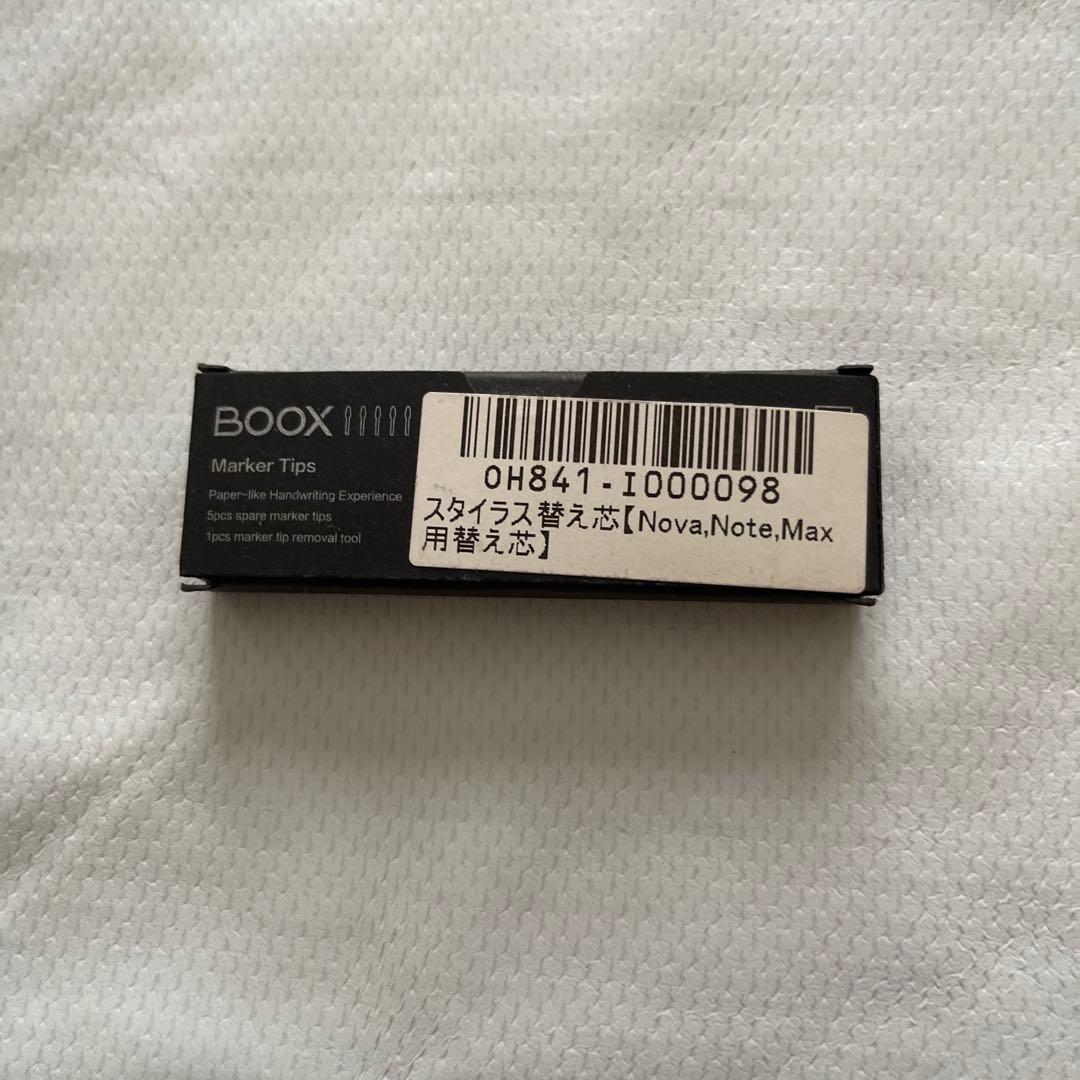 BOOX
Marker Tips
Paper-like Handwriting Experience
5pcs spare marker tips
1pcs marker tip removal tool
0H841-I000098
スタイラス替え芯【Nova,Note,Max
用替え芯】